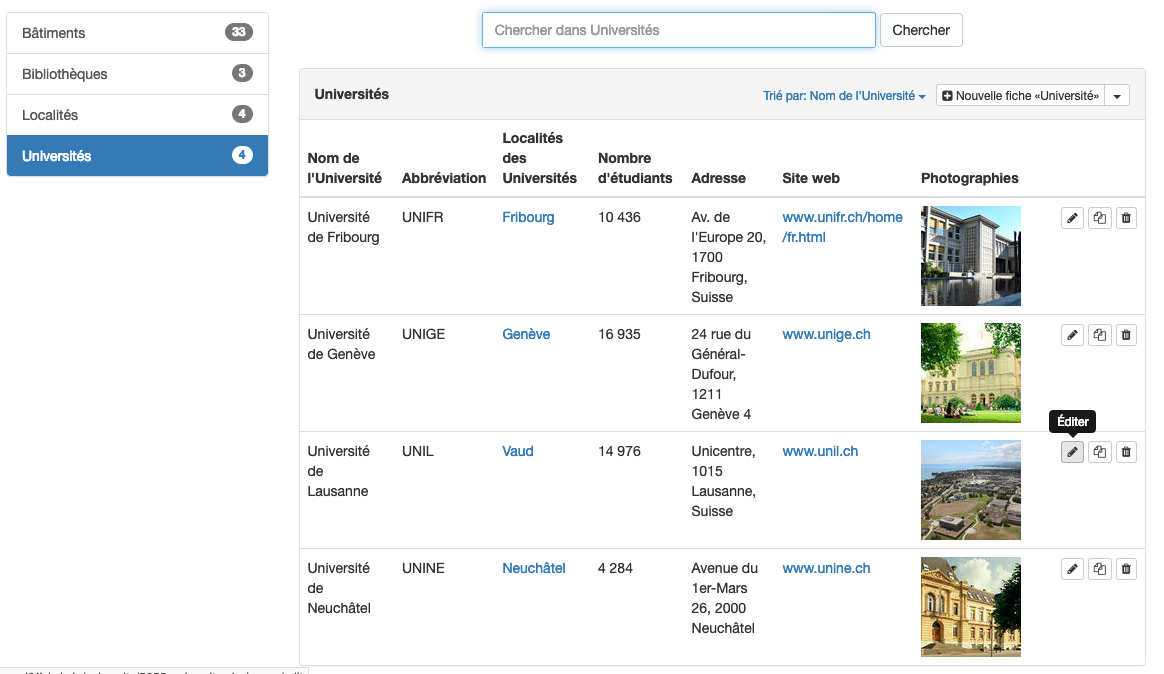 Bâtiments 33
Bibliothèques 3
Localités 4
Universités 4
Chercher dans Universités Chercher
Universités Trié par: Nom de l'Université Nouvelle fiche «Université»
Nom de
l'Université
Abbréviation
Localités
des
Universités
Nombre
d'étudiants
Adresse
Site web
Photographies
Université
de Fribourg
UNIFR
Fribourg
10 436
Av. de
l'Europe 20,
1700
Fribourg,
Suisse
www.unifr.ch/home
/fr.html
Université
de Genève
UNIGE
Genève
16 935
24 rue du
Général-
Dufour,
1211
Genève 4
www.unige.ch
Éditer
Université
de
Lausanne
UNIL
Vaud
14 976
Unicentre,
1015
Lausanne,
Suisse
www.unil.ch
Université
de
Neuchâtel
UNINE
Neuchâtel
4 284
Avenue du
1er-Mars
26, 2000
Neuchâtel
www.unine.ch